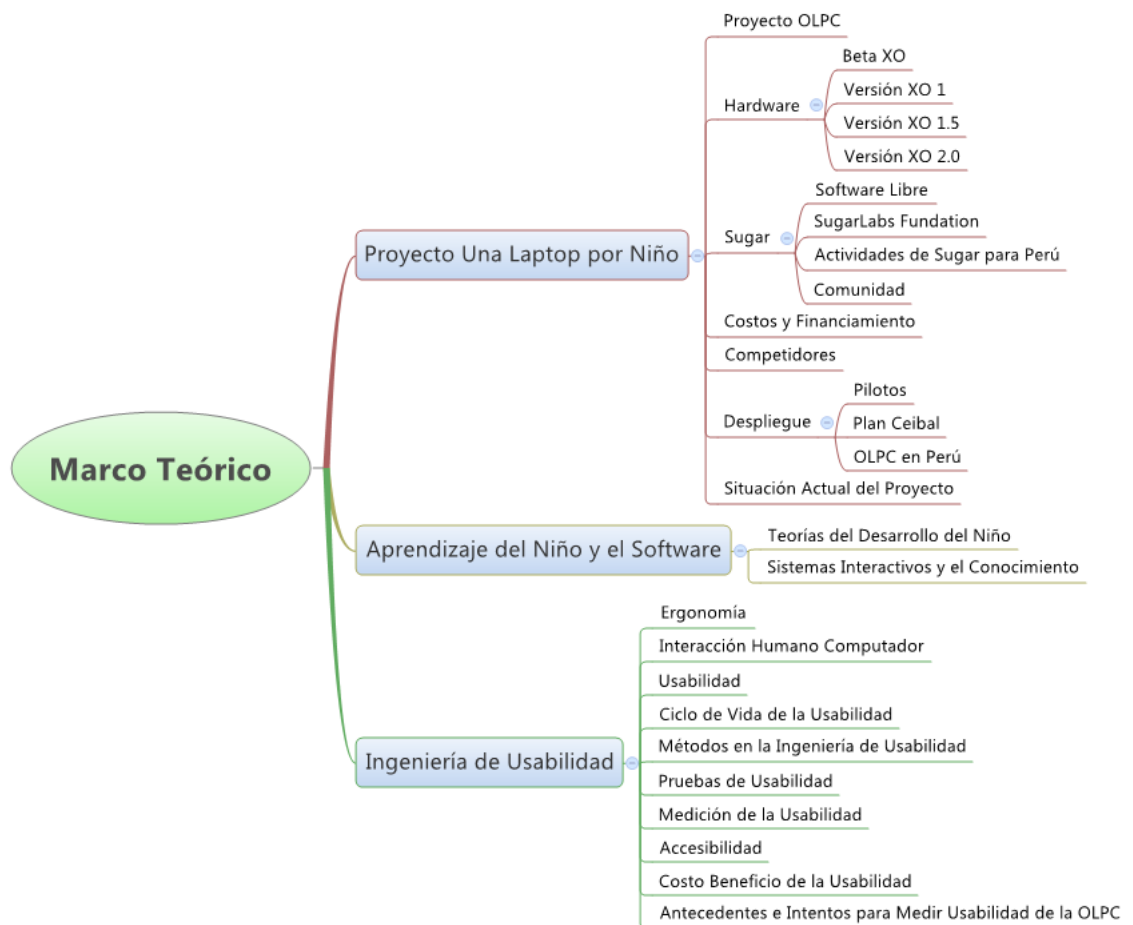 Marco Teórico
Proyecto Una Laptop por Niño
Proyecto OLPC
Hardware
Beta XO
Versión XO 1
Versión XO 1.5
Versión XO 2.0
Sugar
Software Libre
SugarLabs Fundation
Actividades de Sugar para Perú
Comunidad
Costos y Financiamiento
Competidores
Despliegue
Pilotos
Plan Ceibal
OLPC en Perú
Situación Actual del Proyecto
Aprendizaje del Niño y el Software
Teorías del Desarrollo del Niño
Sistemas Interactivos y el Conocimiento
Ingeniería de Usabilidad
Ergonomía
Interacción Humano Computador
Usabilidad
Ciclo de Vida de la Usabilidad
Métodos en la Ingeniería de Usabilidad
Pruebas de Usabilidad
Medición de la Usabilidad
Accesibilidad
Costo Beneficio de la Usabilidad
Antecedentes e Intentos para Medir Usabilidad de la OLPC